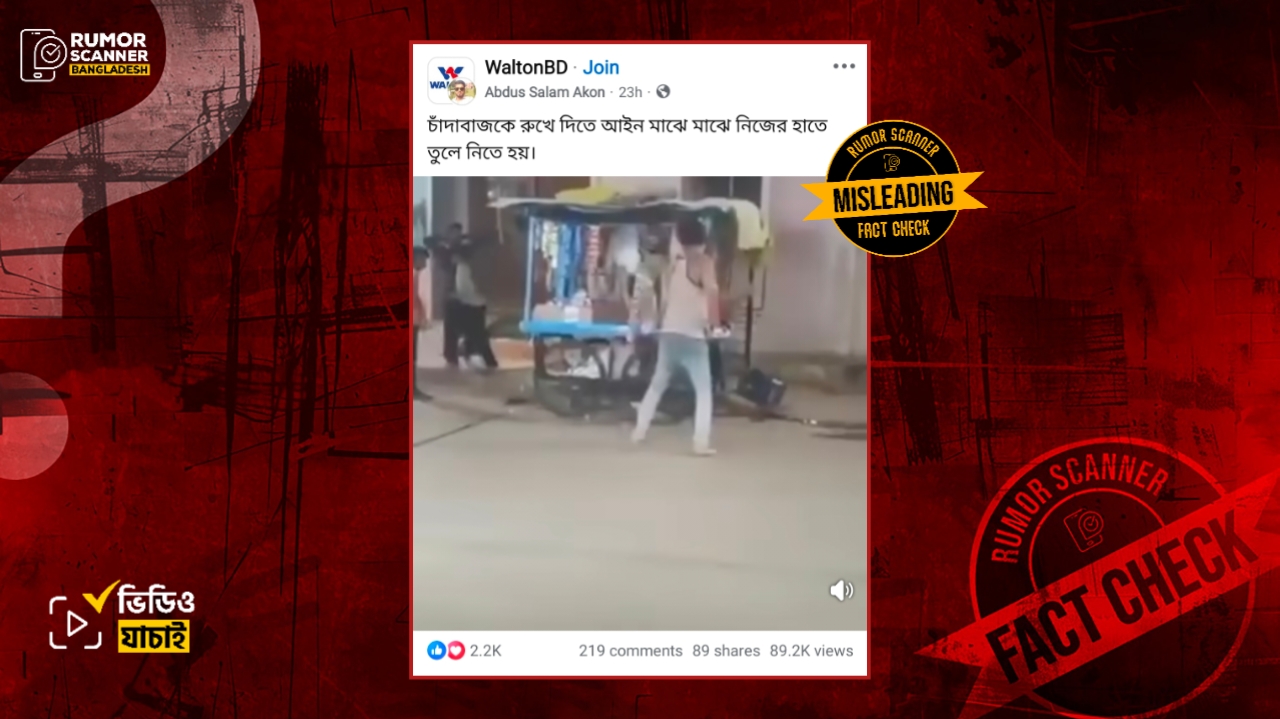 RUMOR
SCANNER
BANGLADESH
WaltonBD · Join
Abdus Salam Akon · 23h ·
চাঁদাবাজকে রুখে দিতে আইন মাঝে মাঝে নিজের হাতে
তুলে নিতে হয়।
RUMOR SCANNER
MISLEADING
FACT CHECK
2.2K
219 comments 89 shares 89.2K views
ভিডিও
যাচাই
RUMOR SCANNER
FACT CHECK